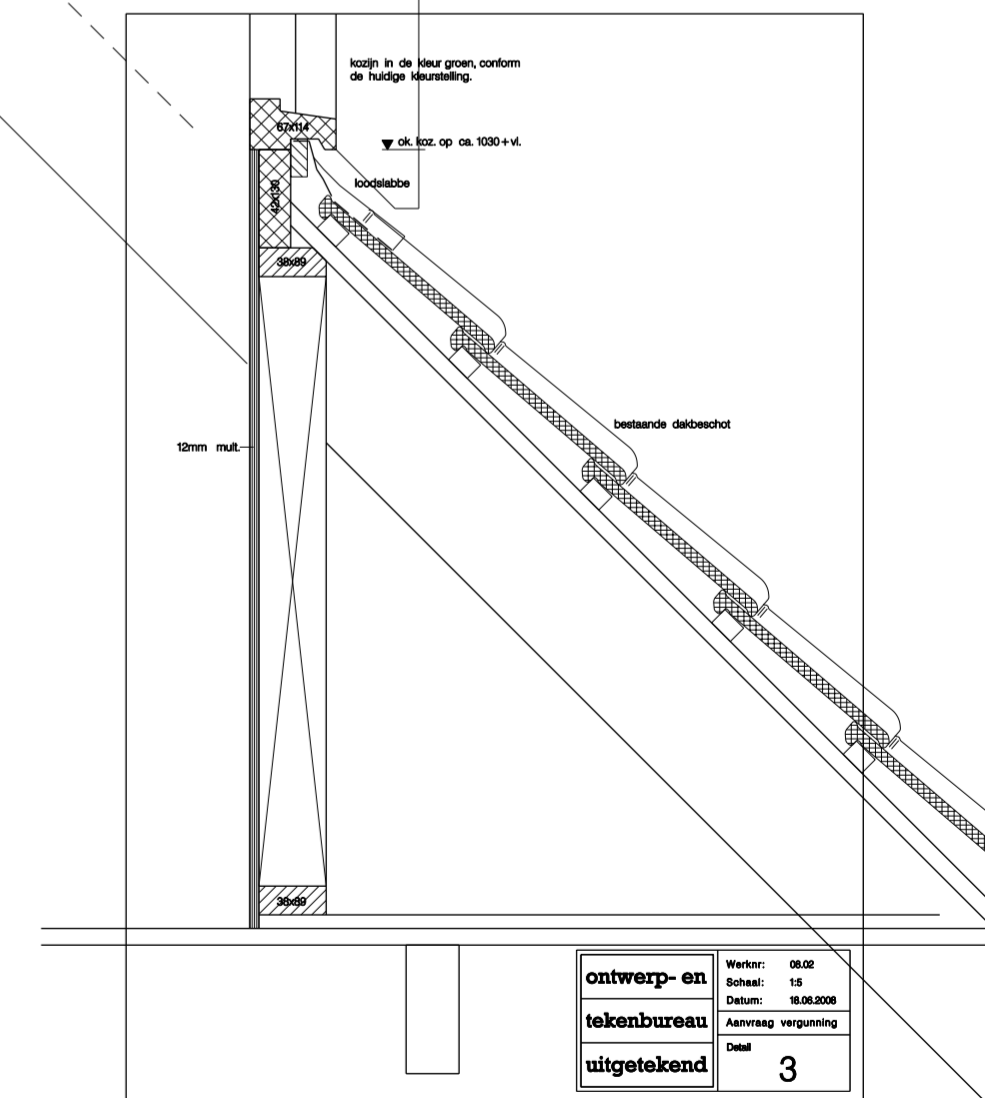 kozijn in de kleur groen, conform
de huidige kleurstelling.
67x114
ok. koz. op ca. 1030+vl.
loodslabbe
42x130
38x89
bestaande dakbeschot
12mm mult.
38x89
ontwerp- en
tekenbureau
uitgetekend
Werknr: 08.02
Schaal: 1:5
Datum: 18.06.2008
Aanvraag vergunning
Detail
3